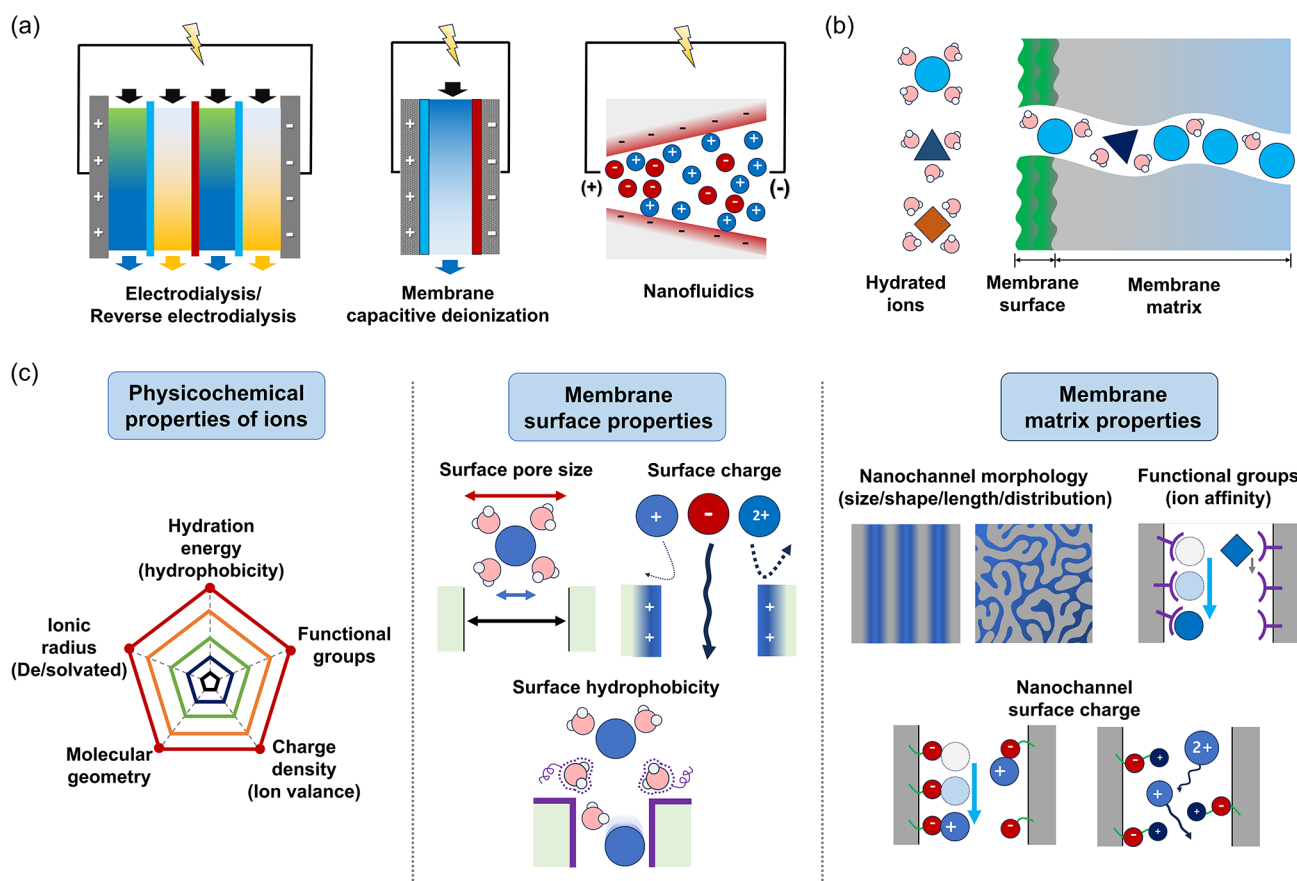 (a)
+
+
+
+
-
-
-
-
Electrodialysis/
Reverse electrodialysis
+
+
+
+
-
-
-
-
Membrane
capacitive deionization
(+)
(-)
Nanofluidics
(b)
Hydrated
ions
Membrane
surface
Membrane
matrix
(c)
Physicochemical
properties of ions
Hydration
energy
(hydrophobicity)
Ionic
radius
(De/solvated)
Functional
groups
Molecular
geometry
Charge
density
(Ion valance)
Membrane
surface properties
Surface pore size
Surface charge
+
-
2+
+
+
+
+
Surface hydrophobicity
Membrane
matrix properties
Nanochannel morphology
(size/shape/length/distribution)
Functional groups
(ion affinity)
Nanochannel
surface charge
-
-
-
+
-
+
-
-
+
2+
+
-
+
-
+